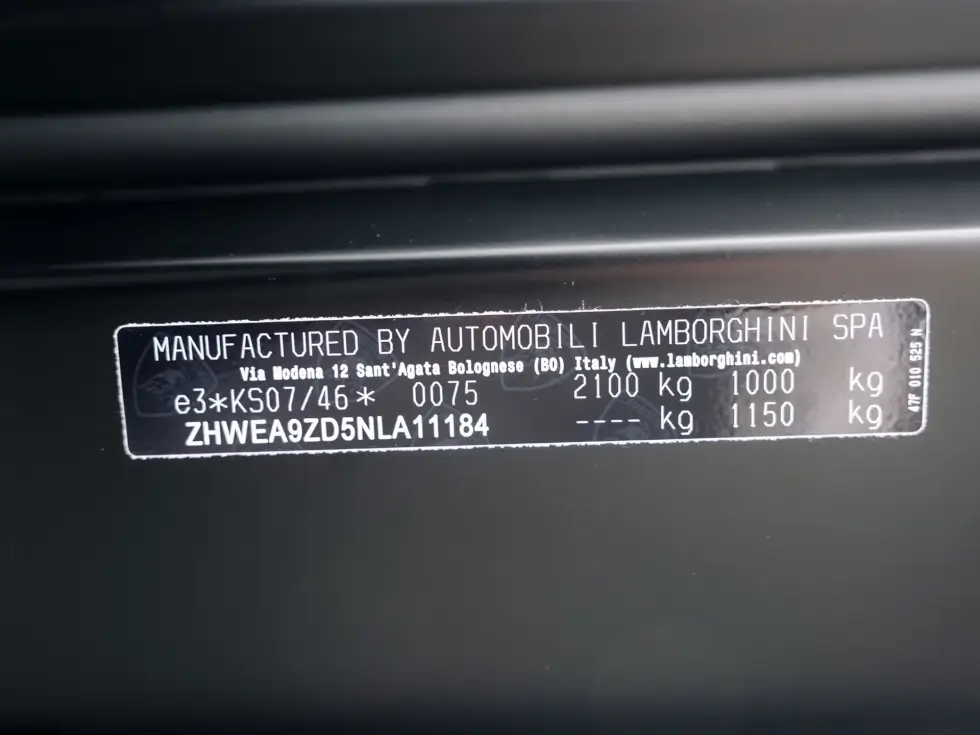 MANUFACTURED BY AUTOMOBILI LAMBORGHINI SPA
Via Modena 12 Sant'Agata Bolognese (BO) Italy (www.lamborghini.com)
e3*KS07/46* 0075 2100 kg 1000 kg
ZHWEA9ZD5NLA11184 ---- kg 1150 kg
47F 010 525 N